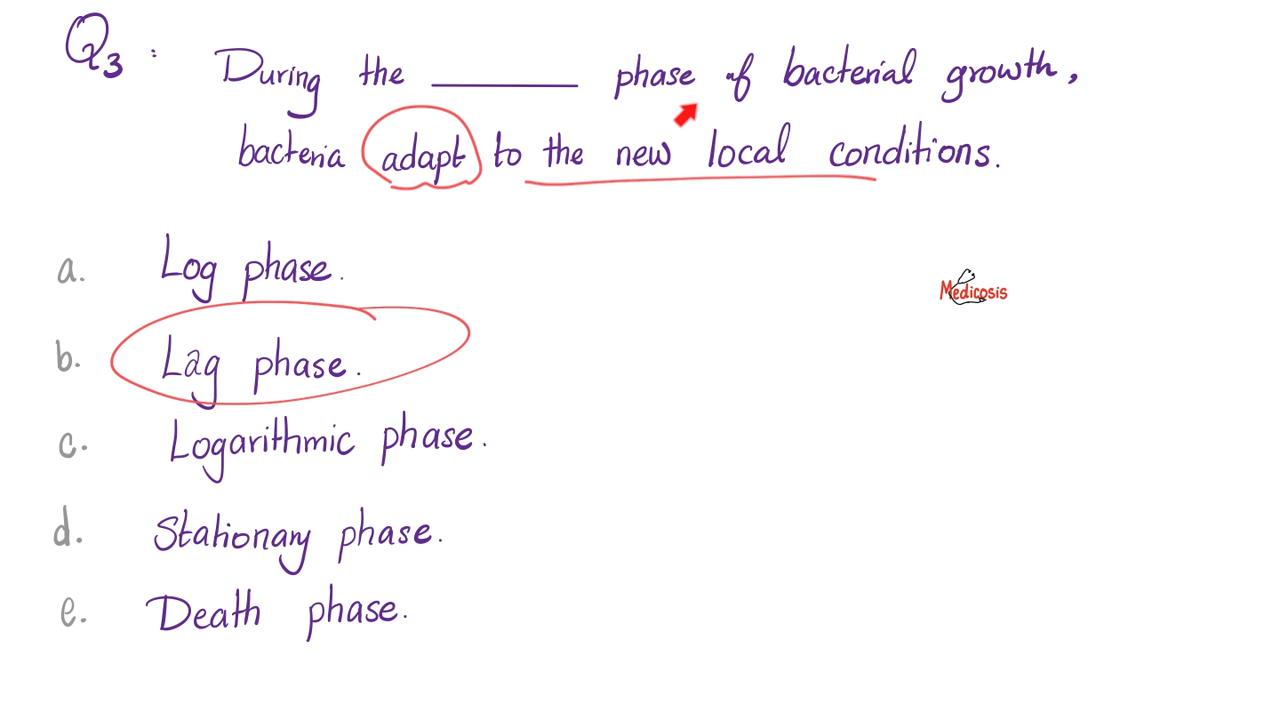 Q3 : During the ________ phase of bacterial growth,
bacteria adapt to the new local conditions.
a. Log phase.
Medicosis
b. Lag phase.
c. Logarithmic phase.
d. Stationary phase.
e. Death phase.